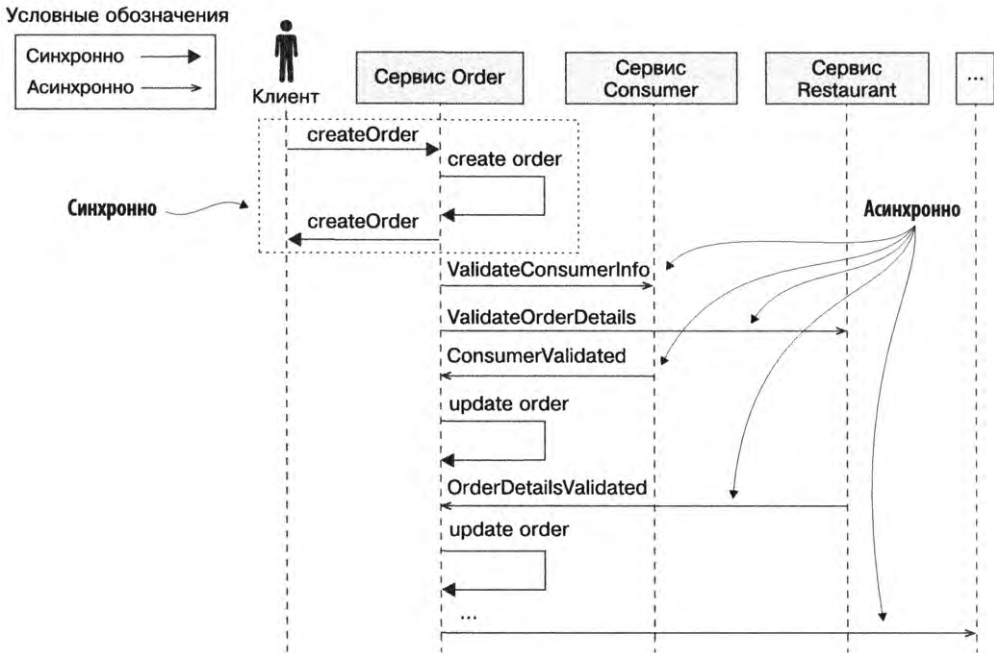 Условные обозначения
Синхронно
Асинхронно
Клиент
Сервис Order
Сервис
Consumer
Сервис
Restaurant
...
createOrder
create order
Синхронно
createOrder
Асинхронно
ValidateConsumerInfo
ValidateOrderDetails
ConsumerValidated
update order
OrderDetailsValidated
update order
...